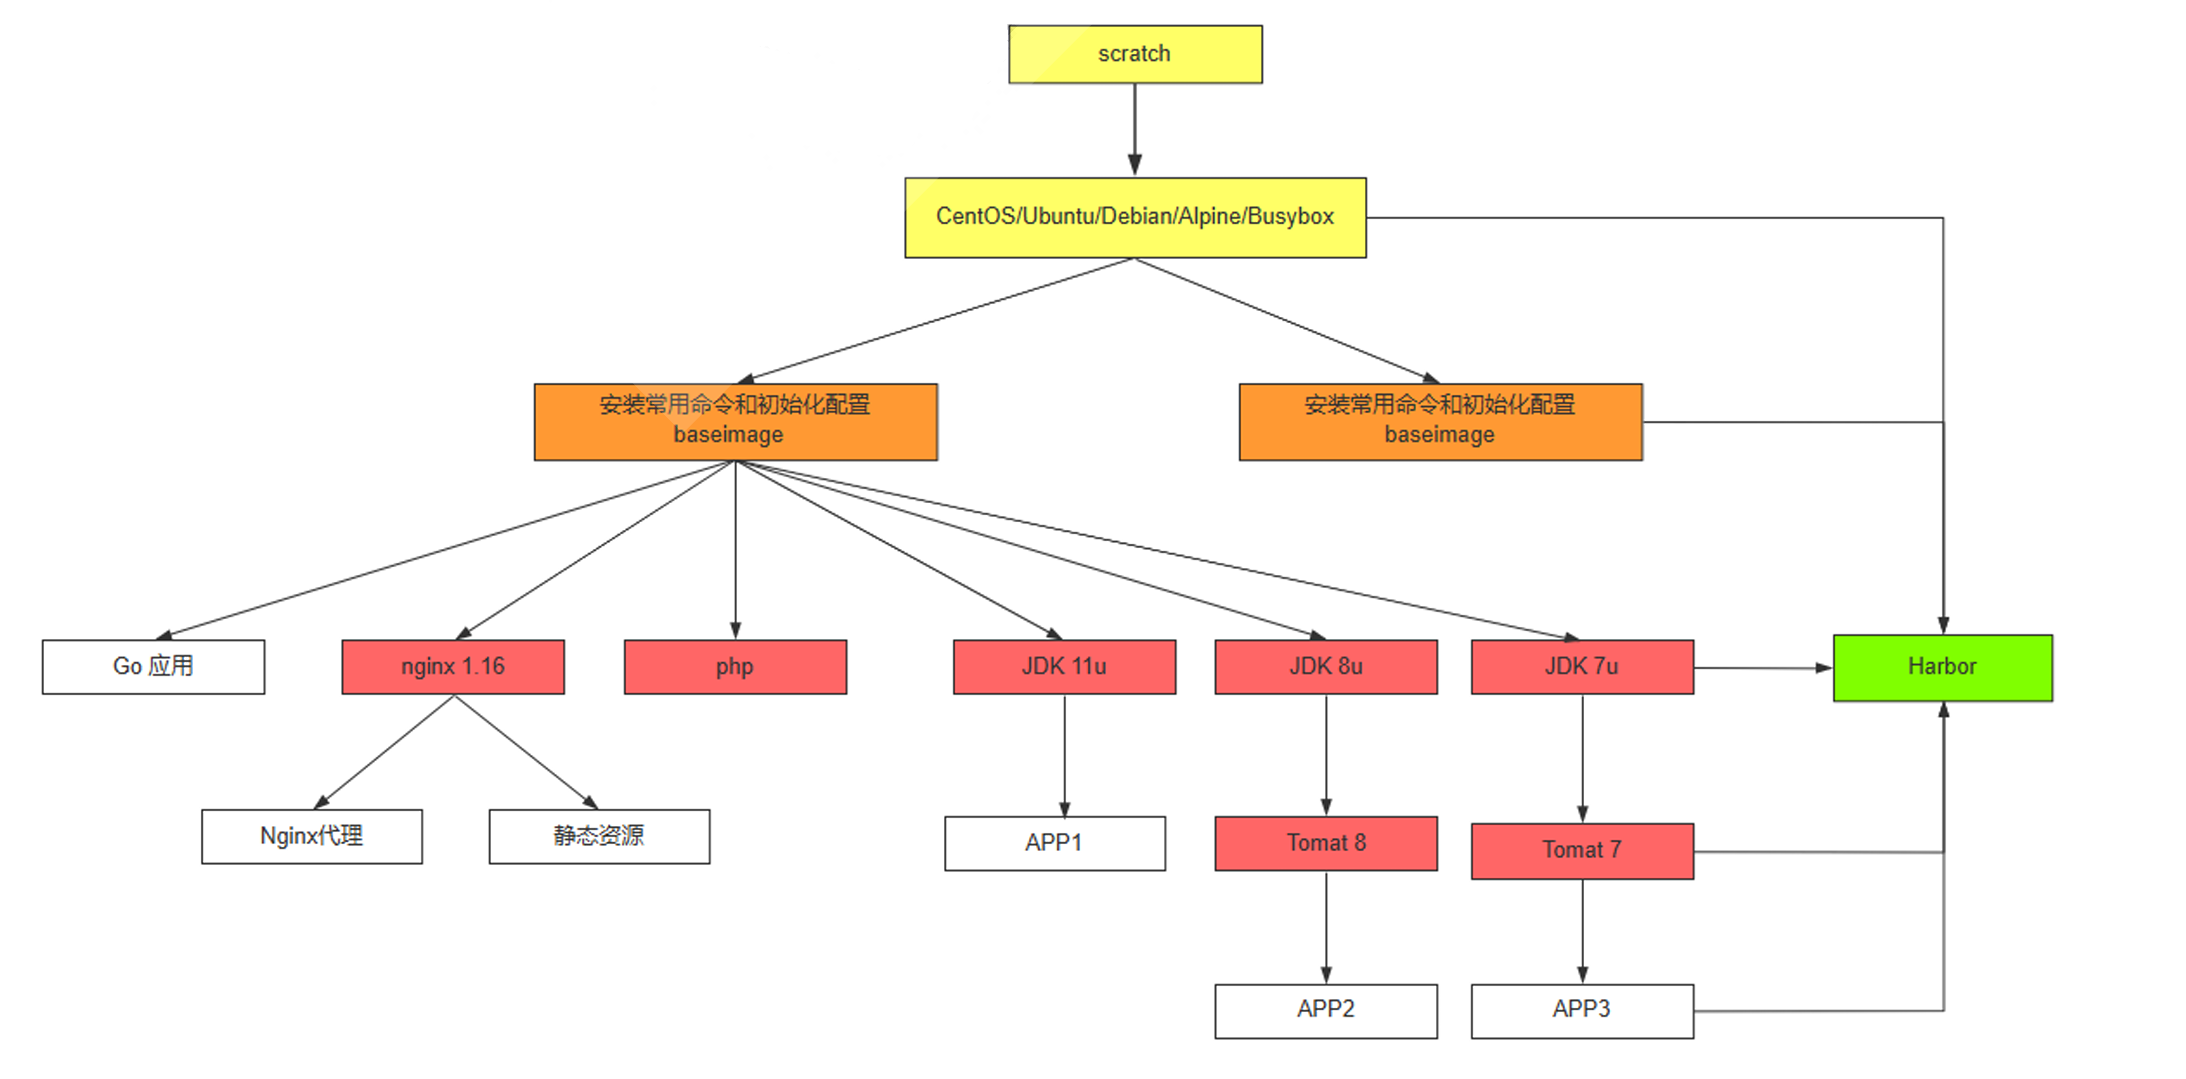 scratch
CentOS/Ubuntu/Debian/Alpine/Busybox
安装常用命令和初始化配置
baseimage
安装常用命令和初始化配置
baseimage
Go 应用
nginx 1.16
php
JDK 11u
JDK 8u
JDK 7u
Harbor
Nginx代理
静态资源
APP1
Tomat 8
Tomat 7
APP2
APP3